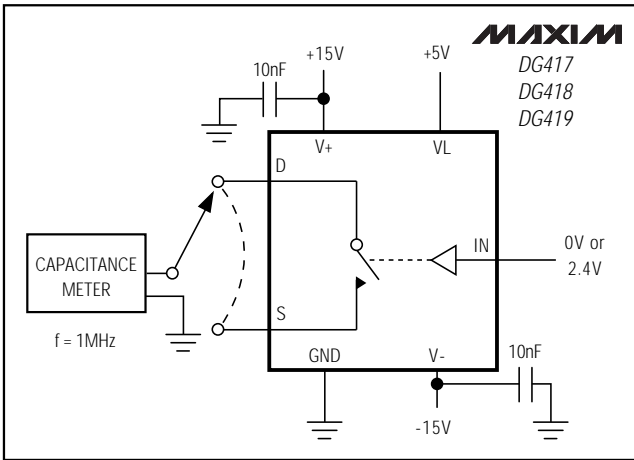 MAXIM
DG417
DG418
DG419
+15V
+5V
10nF
V+
VL
D
IN
0V or
2.4V
CAPACITANCE
METER
f = 1MHz
S
GND
V-
10nF
-15V